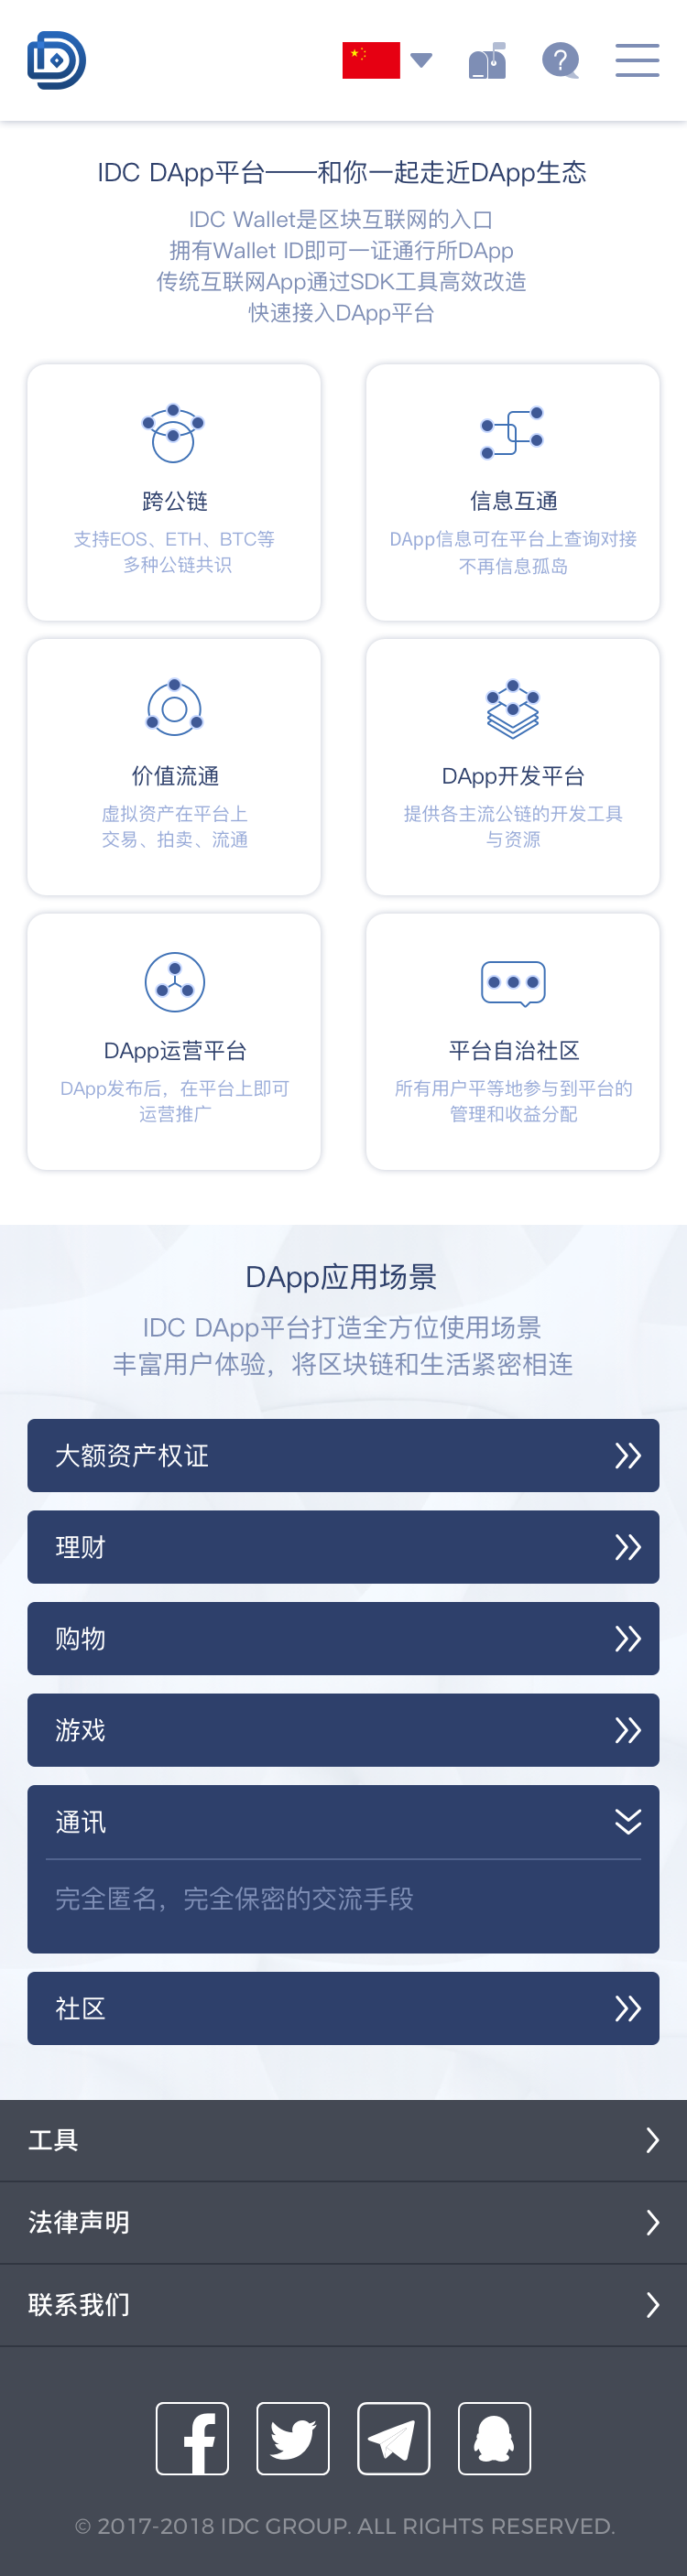 IDC DApp平台——和你一起走近DApp生态
IDC Wallet是区块互联网的入口
拥有Wallet ID即可一证通行所DApp
传统互联网App通过SDK工具高效改造
快速接入DApp平台
跨公链
支持EOS、ETH、BTC等
多种公链共识
信息互通
DApp信息可在平台上查询对接
不再信息孤岛
价值流通
虚拟资产在平台上
交易、拍卖、流通
DApp开发平台
提供各主流公链的开发工具
与资源
DApp运营平台
DApp发布后，在平台上即可
运营推广
平台自治社区
所有用户平等地参与到平台的
管理和收益分配
DApp应用场景
IDC DApp平台打造全方位使用场景
丰富用户体验，将区块链和生活紧密相连
大额资产权证
理财
购物
游戏
通讯
完全匿名，完全保密的交流手段
社区
工具
法律声明
联系我们
© 2017-2018 IDC GROUP. ALL RIGHTS RESERVED.